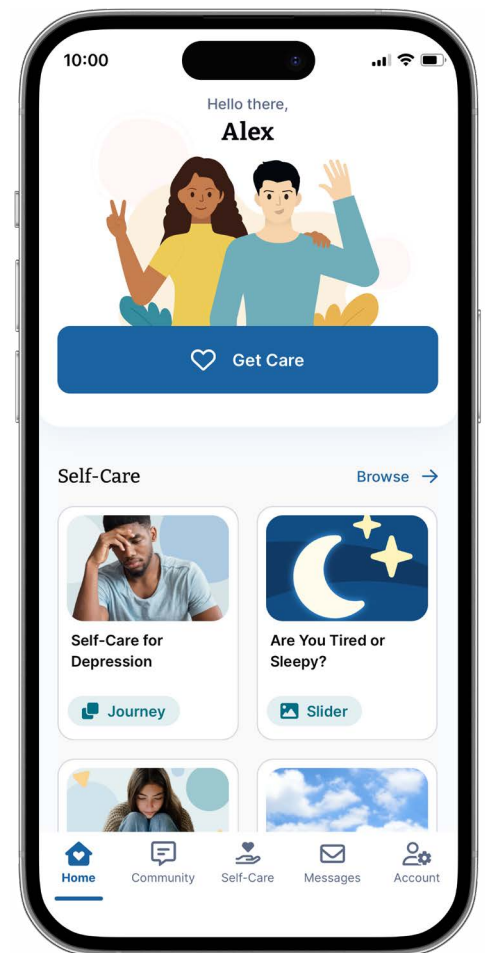 10:00
Hello there,
Alex
Get Care
Self-Care
Browse
Self-Care for
Depression
Journey
Are You Tired or
Sleepy?
Slider
Home
Community
Self-Care
Messages
Account